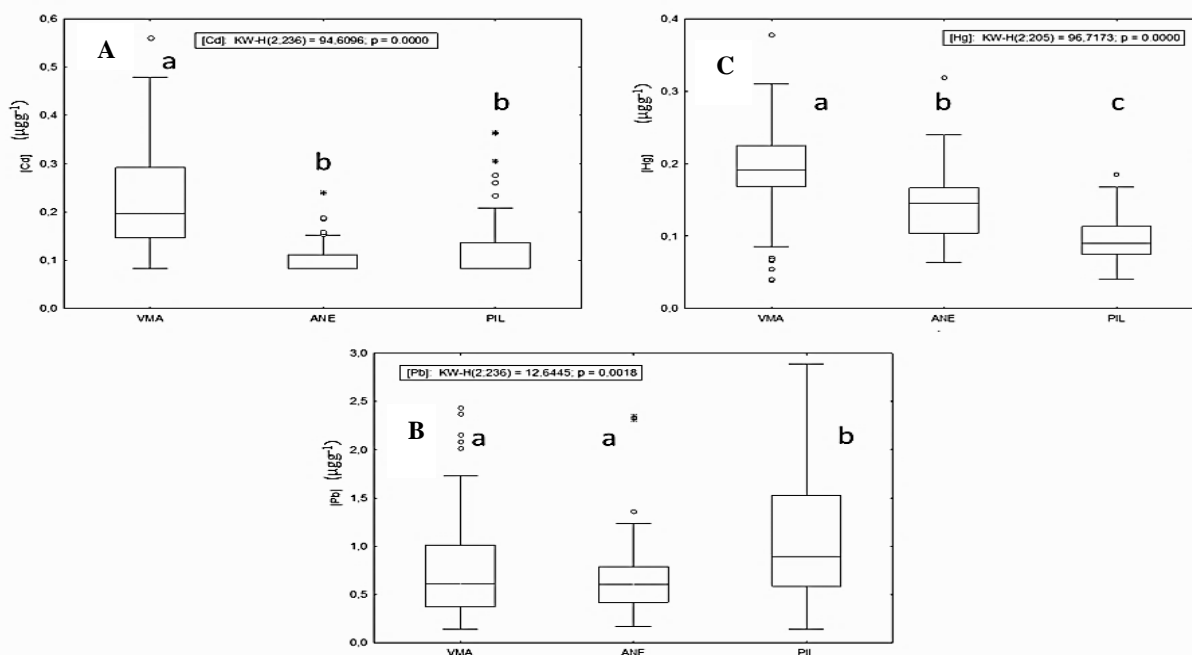 A
[Cd]: KW-H(2,236) = 94,6096; p = 0.0000
0,6
0,5
0,4
0,3
0,2
0,1
0,0
[Cd] (µgg⁻¹)
a
b
b
VMA ANE PIL
C
[Hg]: KW-H(2;205) = 96,7173; p = 0.0000
0,4
0,3
0,2
0,1
0,0
[Hg] (µgg⁻¹)
a
b
c
VMA ANE PIL
B
[Pb]: KW-H(2;236) = 12,6445; p = 0,0018
3,0
2,5
2,0
1,5
1,0
0,5
0,0
[Pb] (µgg⁻¹)
a
a
b
VMA ANE PIL